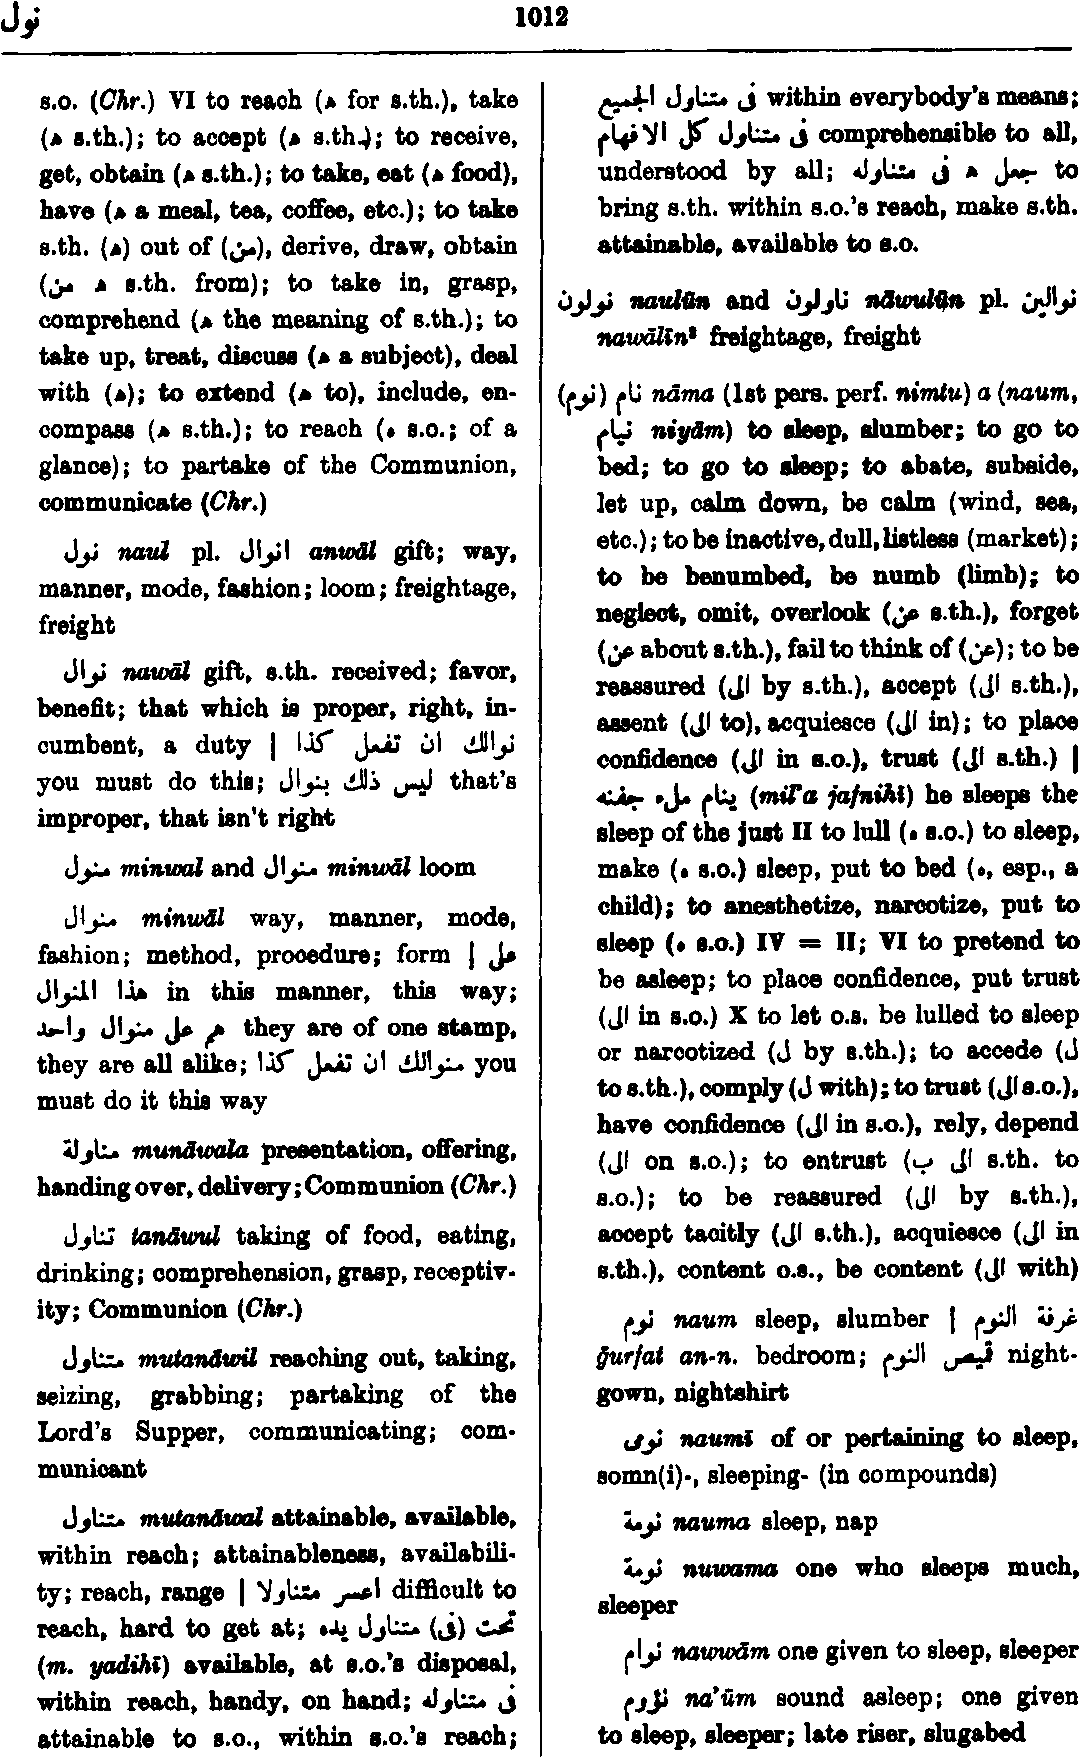 نول 1012
s.o. (Chr.) VI to reach (ه for s.th.), take
(ه s.th.); to accept (ه s.th.); to receive,
get, obtain (ه s.th.); to take, eat (ه food),
have (ه a meal, tea, coffee, etc.); to take
s.th. (ه) out of (من), derive, draw, obtain
(ه من s.th. from); to take in, grasp,
comprehend (ه the meaning of s.th.); to
take up, treat, discuss (ه a subject), deal
with (ه); to extend (ه to), include, en-
compass (ه s.th.); to reach (ه s.o.; of a
glance); to partake of the Communion,
communicate (Chr.)
نول naul pl. انوال anwāl gift; way,
manner, mode, fashion; loom; freightage,
freight
نوال nawāl gift, s.th. received; favor,
benefit; that which is proper, right, in-
cumbent, a duty | نوالك ان تفعل كذا
you must do this; ليس ذلك بنوال that's
improper, that isn't right
منول minwal and منوال minwāl loom
منوال minwāl way, manner, mode,
fashion; method, procedure; form | على
هذا المنوال in this manner, this way;
هم على منوال واحد they are of one stamp,
they are all alike; منوالك ان تفعل كذا you
must do it this way
مناولة munāwala presentation, offering,
handing over, delivery; Communion (Chr.)
تناول tanāwul taking of food, eating,
drinking; comprehension, grasp, receptiv-
ity; Communion (Chr.)
متناول mutanāwil reaching out, taking,
seizing, grabbing; partaking of the
Lord's Supper, communicating; com-
municant
متناول mutanāwal attainable, available,
within reach; attainableness, availabili-
ty; reach, range | اعسر متناولا difficult to
reach, hard to get at; تحت (فى) متناول يده
(m. yadihī) available, at s.o.'s disposal,
within reach, handy, on hand; فى متناوله
attainable to s.o., within s.o.'s reach;
فى متناول الجميع within everybody's means;
فى متناول كل الافهام comprehensible to all,
understood by all; جعل ه فى متناوله to
bring s.th. within s.o.'s reach, make s.th.
attainable, available to s.o.
نولون naulūn and ناولون nāwulūn pl. نوالين
nawālīn² freightage, freight
(نوم) نام nāma (1st pers. perf. nimtu) a (naum,
نيام niyām) to sleep, slumber; to go to
bed; to go to sleep; to abate, subside,
let up, calm down, be calm (wind, sea,
etc.); to be inactive, dull, listless (market);
to be benumbed, be numb (limb); to
neglect, omit, overlook (عن s.th.), forget
(عن about s.th.), fail to think of (عن); to be
reassured (الى by s.th.), accept (الى s.th.),
assent (الى to), acquiesce (الى in); to place
confidence (الى in s.o.), trust (الى s.th.) |
ينام ملء جفنه (mil'a jafnihī) he sleeps the
sleep of the just II to lull (ه s.o.) to sleep,
make (ه s.o.) sleep, put to bed (ه, esp., a
child); to anesthetize, narcotize, put to
sleep (ه s.o.) IV = II; VI to pretend to
be asleep; to place confidence, put trust
(الى in s.o.) X to let o.s. be lulled to sleep
or narcotized (ل by s.th.); to accede (ل
to s.th.), comply (ل with); to trust (الى s.o.),
have confidence (الى in s.o.), rely, depend
(الى on s.o.); to entrust (الى ب s.th. to
s.o.); to be reassured (الى by s.th.),
accept tacitly (الى s.th.), acquiesce (الى in
s.th.), content o.s., be content (الى with)
نوم naum sleep, slumber | غرفة النوم
ḡurfat an-n. bedroom; قميص النوم night-
gown, nightshirt
نومى naumī of or pertaining to sleep,
somn(i)-, sleeping- (in compounds)
نومة nauma sleep, nap
نومة nuwama one who sleeps much,
sleeper
نوام nawwām one given to sleep, sleeper
نؤوم na'ūm sound asleep; one given
to sleep, sleeper; late riser, slugabed